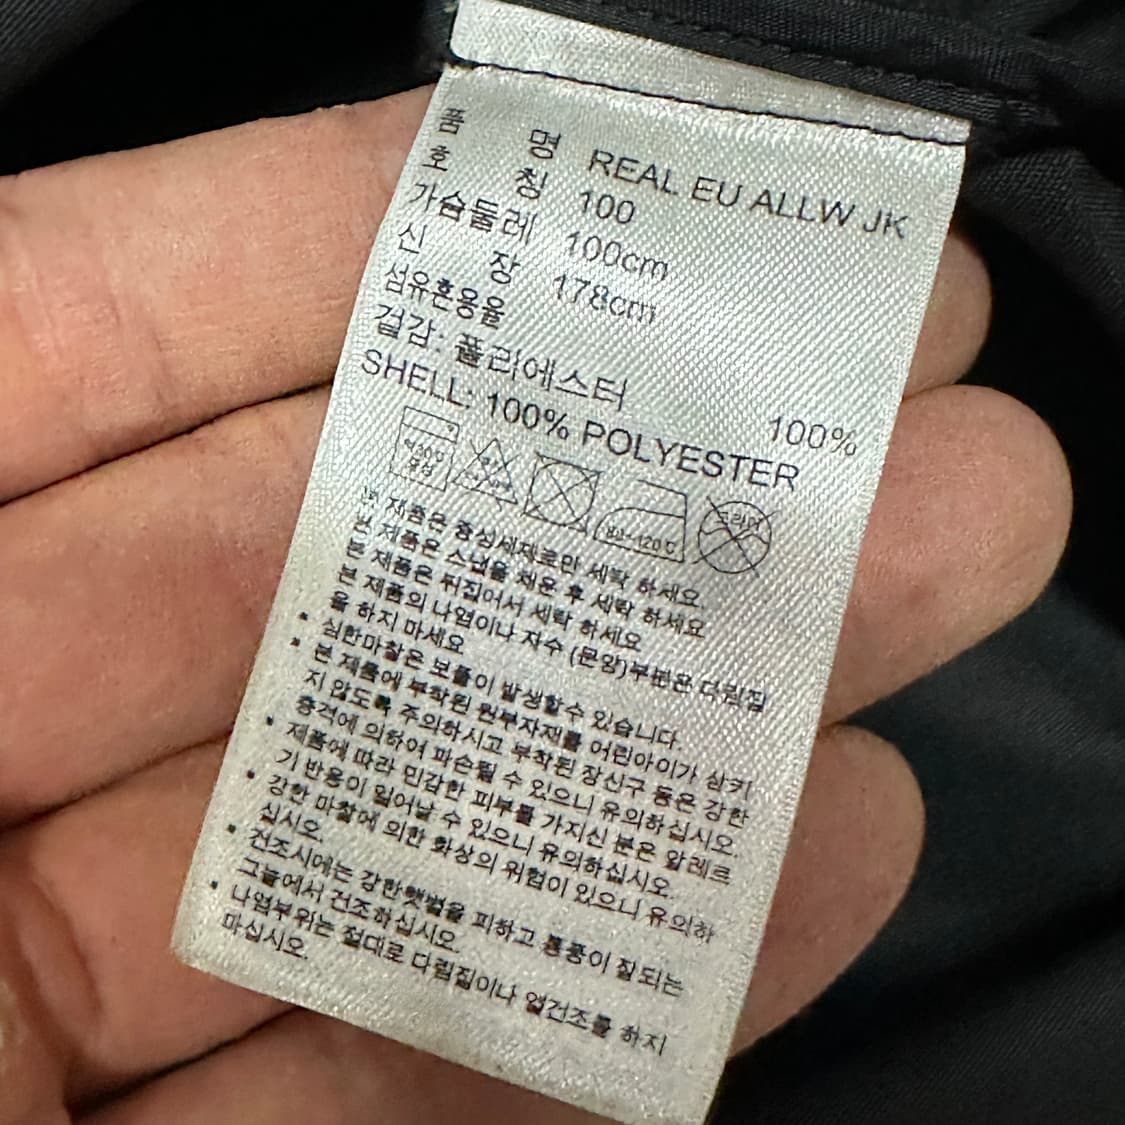 품 명 REAL EU ALLW JK
호 칭 100
가슴둘레 100cm
신 장 178cm
섬유혼용율
겉감: 폴리에스터 100%
SHELL: 100% POLYESTER
약30℃ 중성
80~120℃
드라이
본 제품은 중성세제로만 세탁 하세요.
본 제품은 스냅을 채운 후 세탁 하세요
본 제품은 뒤집어서 세탁 하세요
본 제품의 나염이나 자수 (문양)부분은 다림질
을 하지 마세요
* 심한마찰은 보풀이 발생할수 있습니다.
* 본 제품에 부착된 원부자재를 어린아이가 삼키
지 않도록 주의하시고 부착된 장신구 등은 강한
충격에 의하여 파손될 수 있으니 유의하십시오.
* 제품에 따라 민감한 피부를 가지신 분은 알레르
기 반응이 일어날 수 있으니 유의하십시오.
* 강한 마찰에 의한 화상의 위험이 있으니 유의하
십시오
* 건조시에는 강한햇볕을 피하고 통풍이 잘되는
그늘에서 건조하십시오.
* 나염부위는 절대로 다림질이나 열건조를 하지
마십시오.